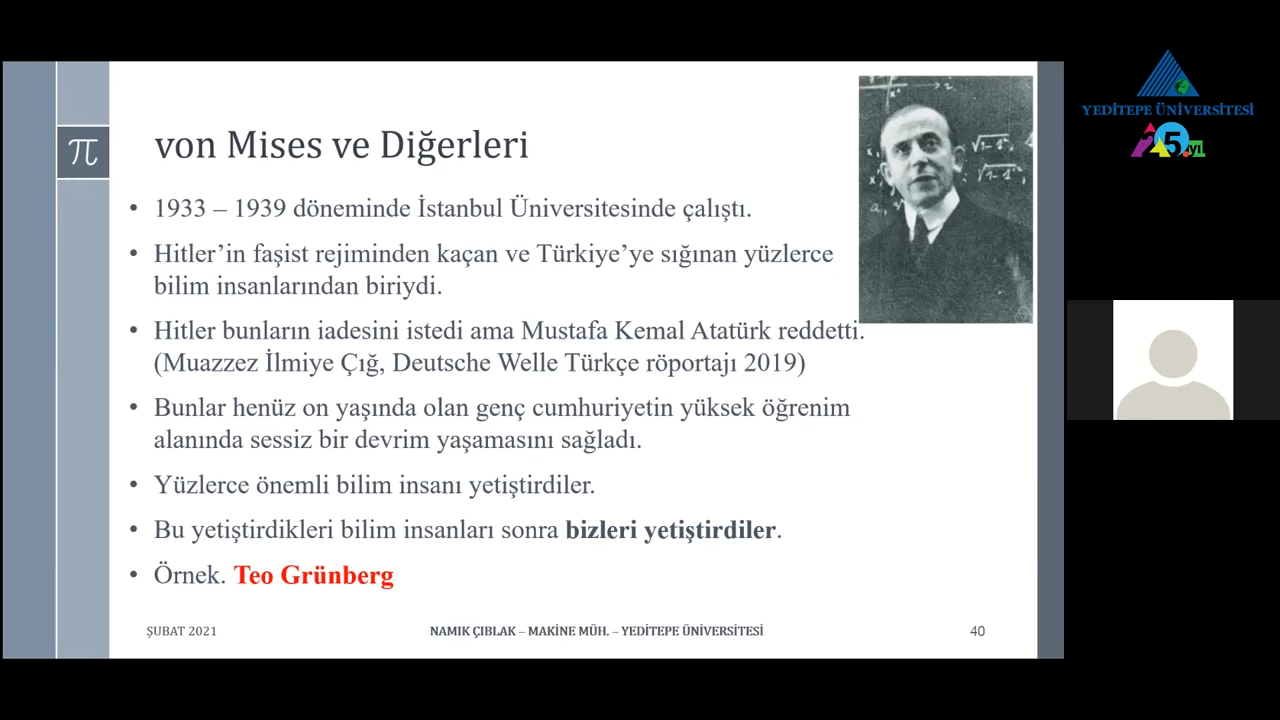 π
von Mises ve Diğerleri
• 1933 – 1939 döneminde İstanbul Üniversitesinde çalıştı.
• Hitler’in faşist rejiminden kaçan ve Türkiye’ye sığınan yüzlerce
bilim insanlarından biriydi.
• Hitler bunların iadesini istedi ama Mustafa Kemal Atatürk reddetti.
(Muazzez İlmiye Çığ, Deutsche Welle Türkçe röportajı 2019)
• Bunlar henüz on yaşında olan genç cumhuriyetin yüksek öğrenim
alanında sessiz bir devrim yaşamasını sağladı.
• Yüzlerce önemli bilim insanı yetiştirdiler.
• Bu yetiştirdikleri bilim insanları sonra bizleri yetiştirdiler.
• Örnek. Teo Grünberg
ŞUBAT 2021
NAMIK ÇIBLAK – MAKİNE MÜH. – YEDİTEPE ÜNİVERSİTESİ
40
YEDİTEPE ÜNİVERSİTESİ
25.yıl